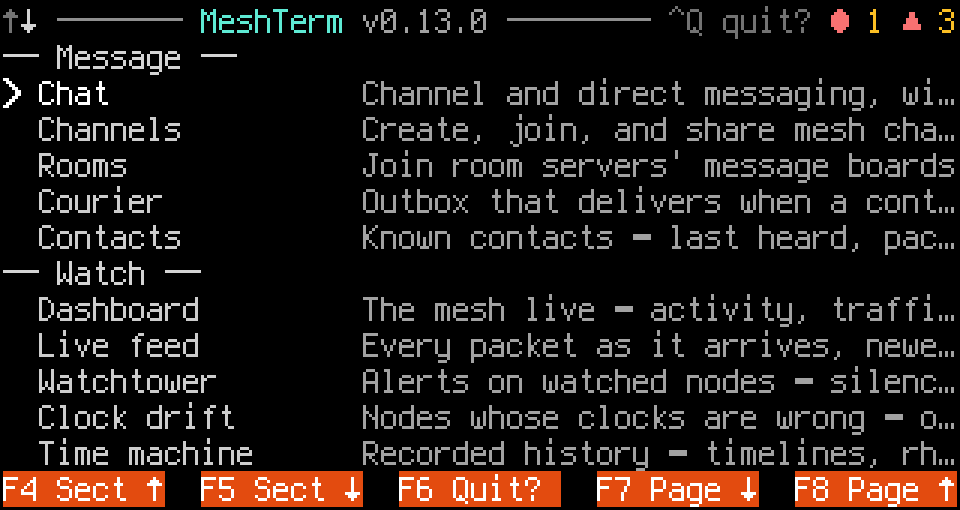 ↑↓ ─────── MeshTerm v0.13.0 ──────── ^Q quit? ● 1 ▲ 3
── Message ──
❯ Chat Channel and direct messaging, wi…
Channels Create, join, and share mesh cha…
Rooms Join room servers' message boards
Courier Outbox that delivers when a cont…
Contacts Known contacts — last heard, pac…
── Watch ──
Dashboard The mesh live — activity, traffi…
Live feed Every packet as it arrives, newe…
Watchtower Alerts on watched nodes — silenc…
Clock drift Nodes whose clocks are wrong — o…
Time machine Recorded history — timelines, rh…
F4 Sect ↑ F5 Sect ↓ F6 Quit? F7 Page ↓ F8 Page ↑